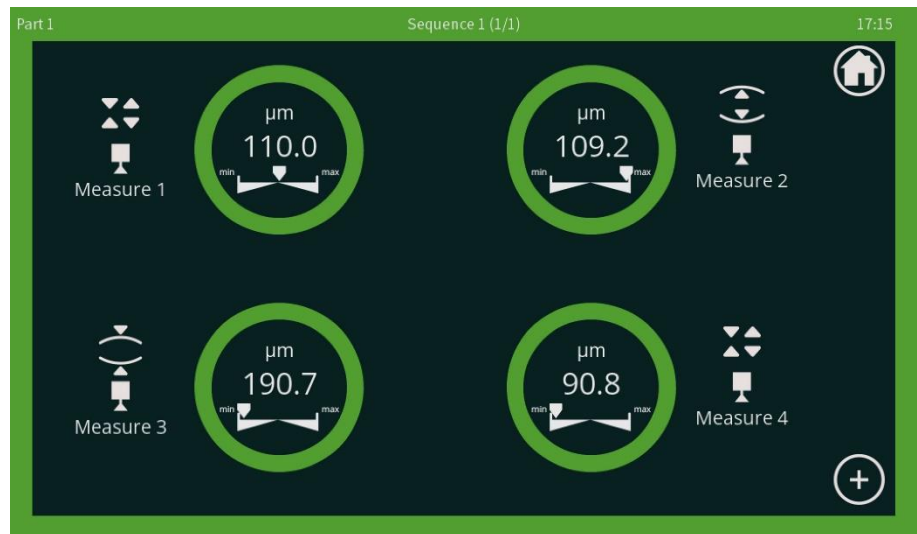 Part 1
Sequence 1 (1/1)
17:15
µm
110.0
min
max
Measure 1
µm
109.2
min
max
Measure 2
µm
190.7
min
max
Measure 3
µm
90.8
min
max
Measure 4